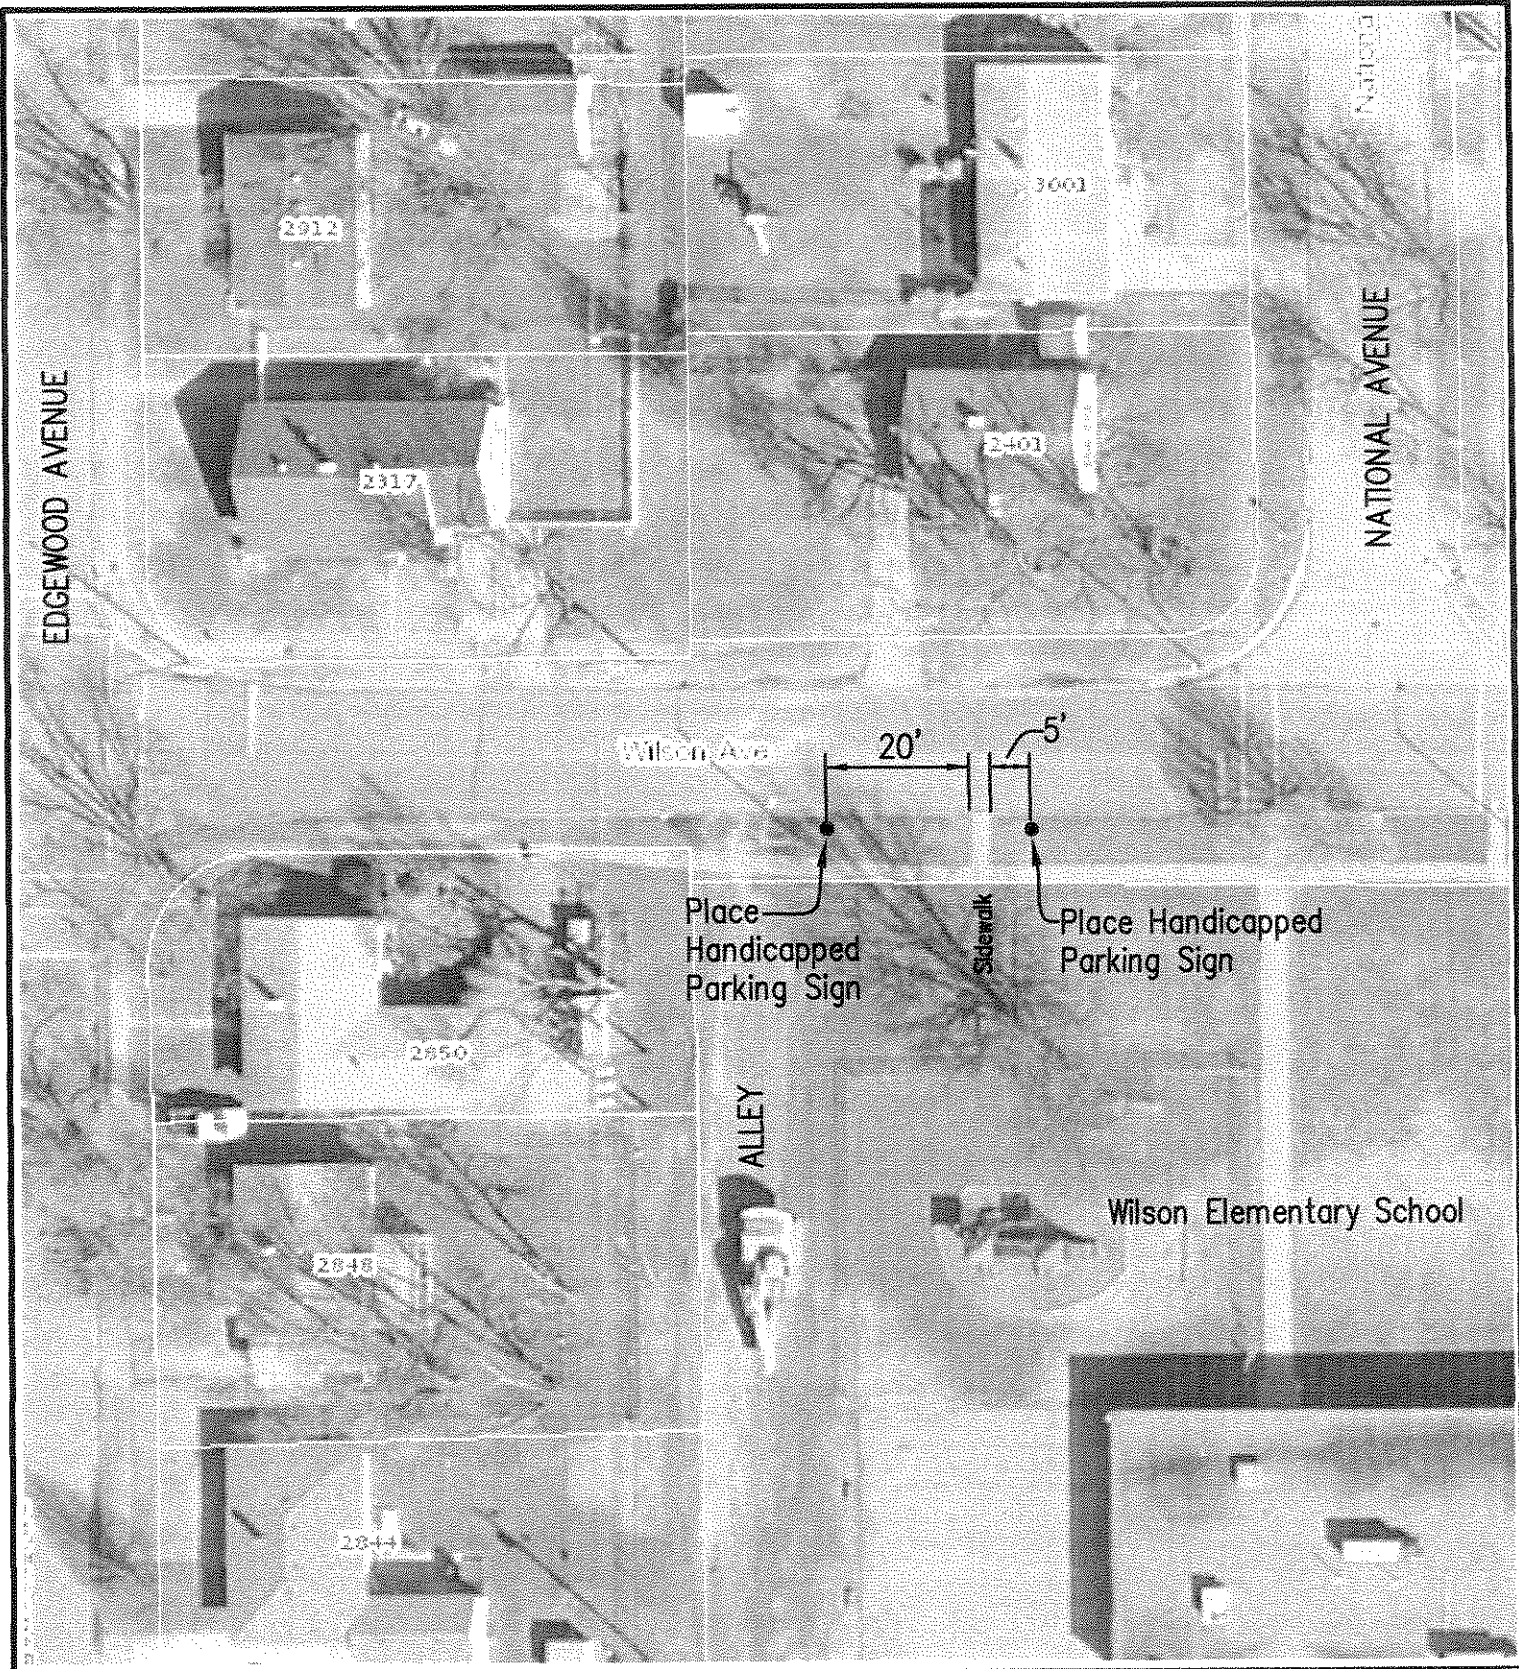 3001
2912
EDGEWOOD AVENUE
NATIONAL AVENUE
2401
2317
Wilson Ave
20'
5'
Place
Handicapped
Parking Sign
Sidewalk
Place Handicapped
Parking Sign
2850
ALLEY
Wilson Elementary School
2848
2844